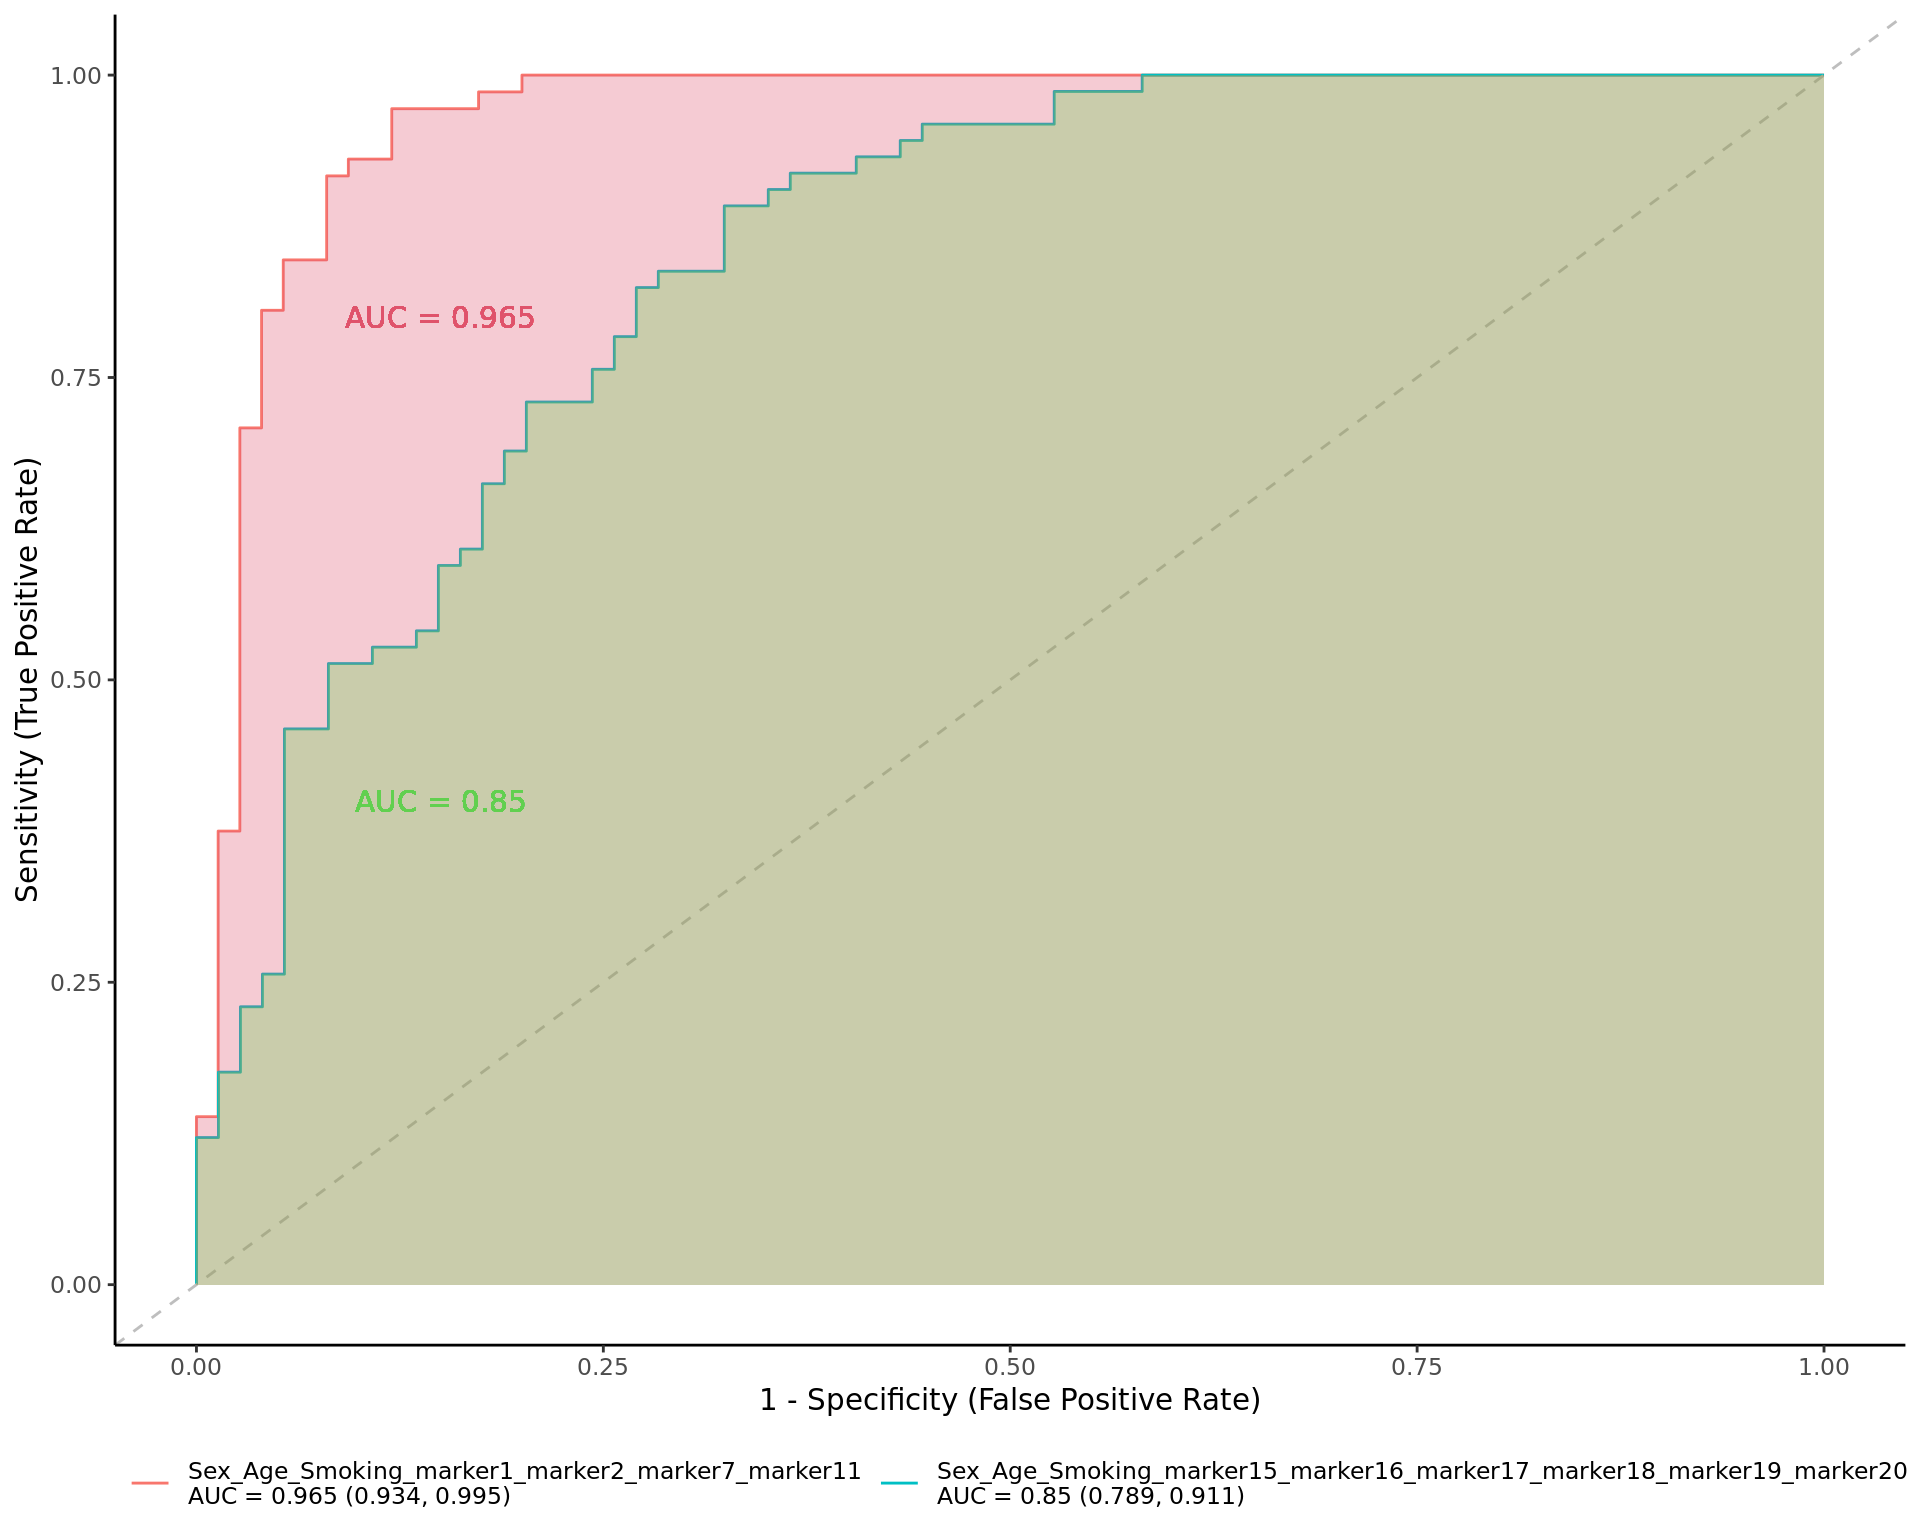 1.00
0.75
0.50
0.25
0.00
Sensitivity (True Positive Rate)
AUC = 0.965
AUC = 0.85
0.00 0.25 0.50 0.75 1.00
1 - Specificity (False Positive Rate)
Sex_Age_Smoking_marker1_marker2_marker7_marker11
AUC = 0.965 (0.934, 0.995)
Sex_Age_Smoking_marker15_marker16_marker17_marker18_marker19_marker20
AUC = 0.85 (0.789, 0.911)